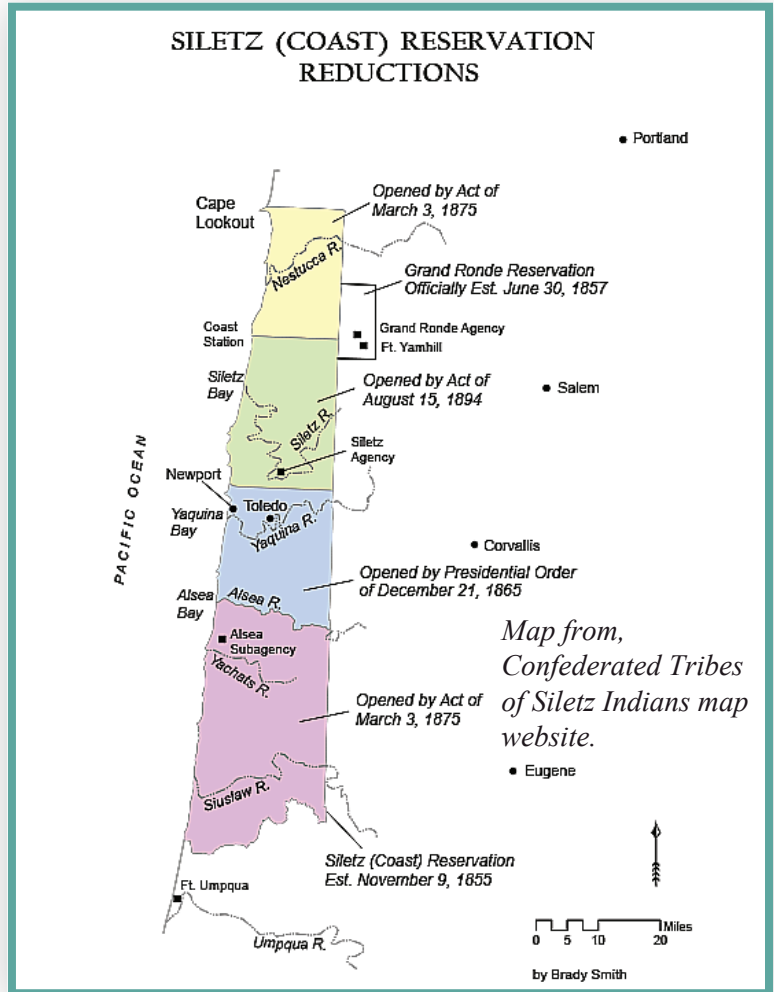 SILETZ (COAST) RESERVATION
REDUCTIONS
Portland
Cape
Lookout
Opened by Act of
March 3, 1875
Nestucca R.
Grand Ronde Reservation
Officially Est. June 30, 1857
Coast
Station
Grand Ronde Agency
Ft. Yamhill
Siletz
Bay
Opened by Act of
August 15, 1894
Salem
Siletz R.
Siletz
Agency
PACIFIC OCEAN
Newport
Toledo
Yaquina
Bay
Yaquina R.
Corvallis
Opened by Presidential Order
of December 21, 1865
Alsea
Bay
Alsea R.
Alsea
Subagency
Yachats R.
Map from,
Confederated Tribes
of Siletz Indians map
website.
Opened by Act of
March 3, 1875
Eugene
Siuslaw R.
Siletz (Coast) Reservation
Est. November 9, 1855
Ft. Umpqua
Umpqua R.
Miles
0 5 10 20
by Brady Smith